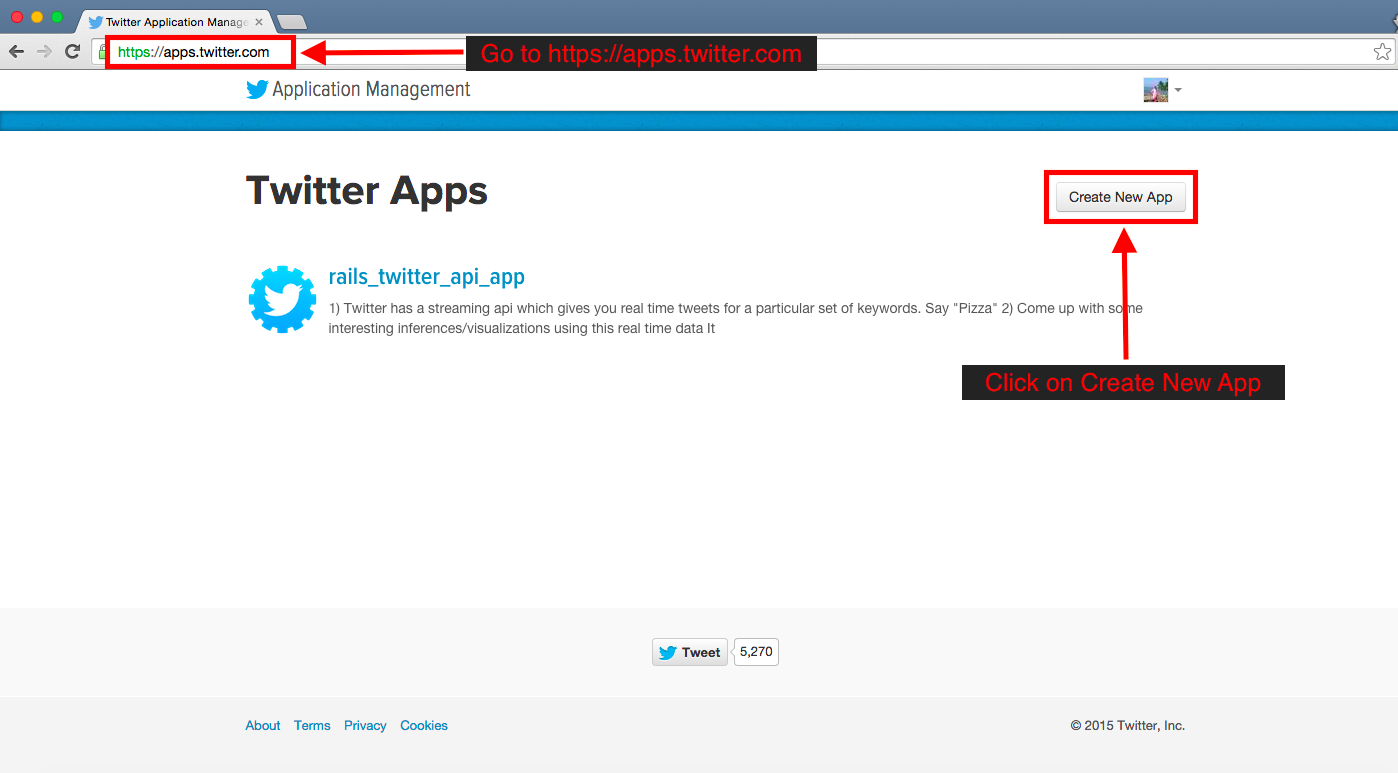 Twitter Application Manage
https://apps.twitter.com
Go to https://apps.twitter.com
Application Management
Twitter Apps
Create New App
rails_twitter_api_app
1) Twitter has a streaming api which gives you real time tweets for a particular set of keywords. Say "Pizza" 2) Come up with some
interesting inferences/visualizations using this real time data It
Click on Create New App
Tweet 5,270
About Terms Privacy Cookies © 2015 Twitter, Inc.